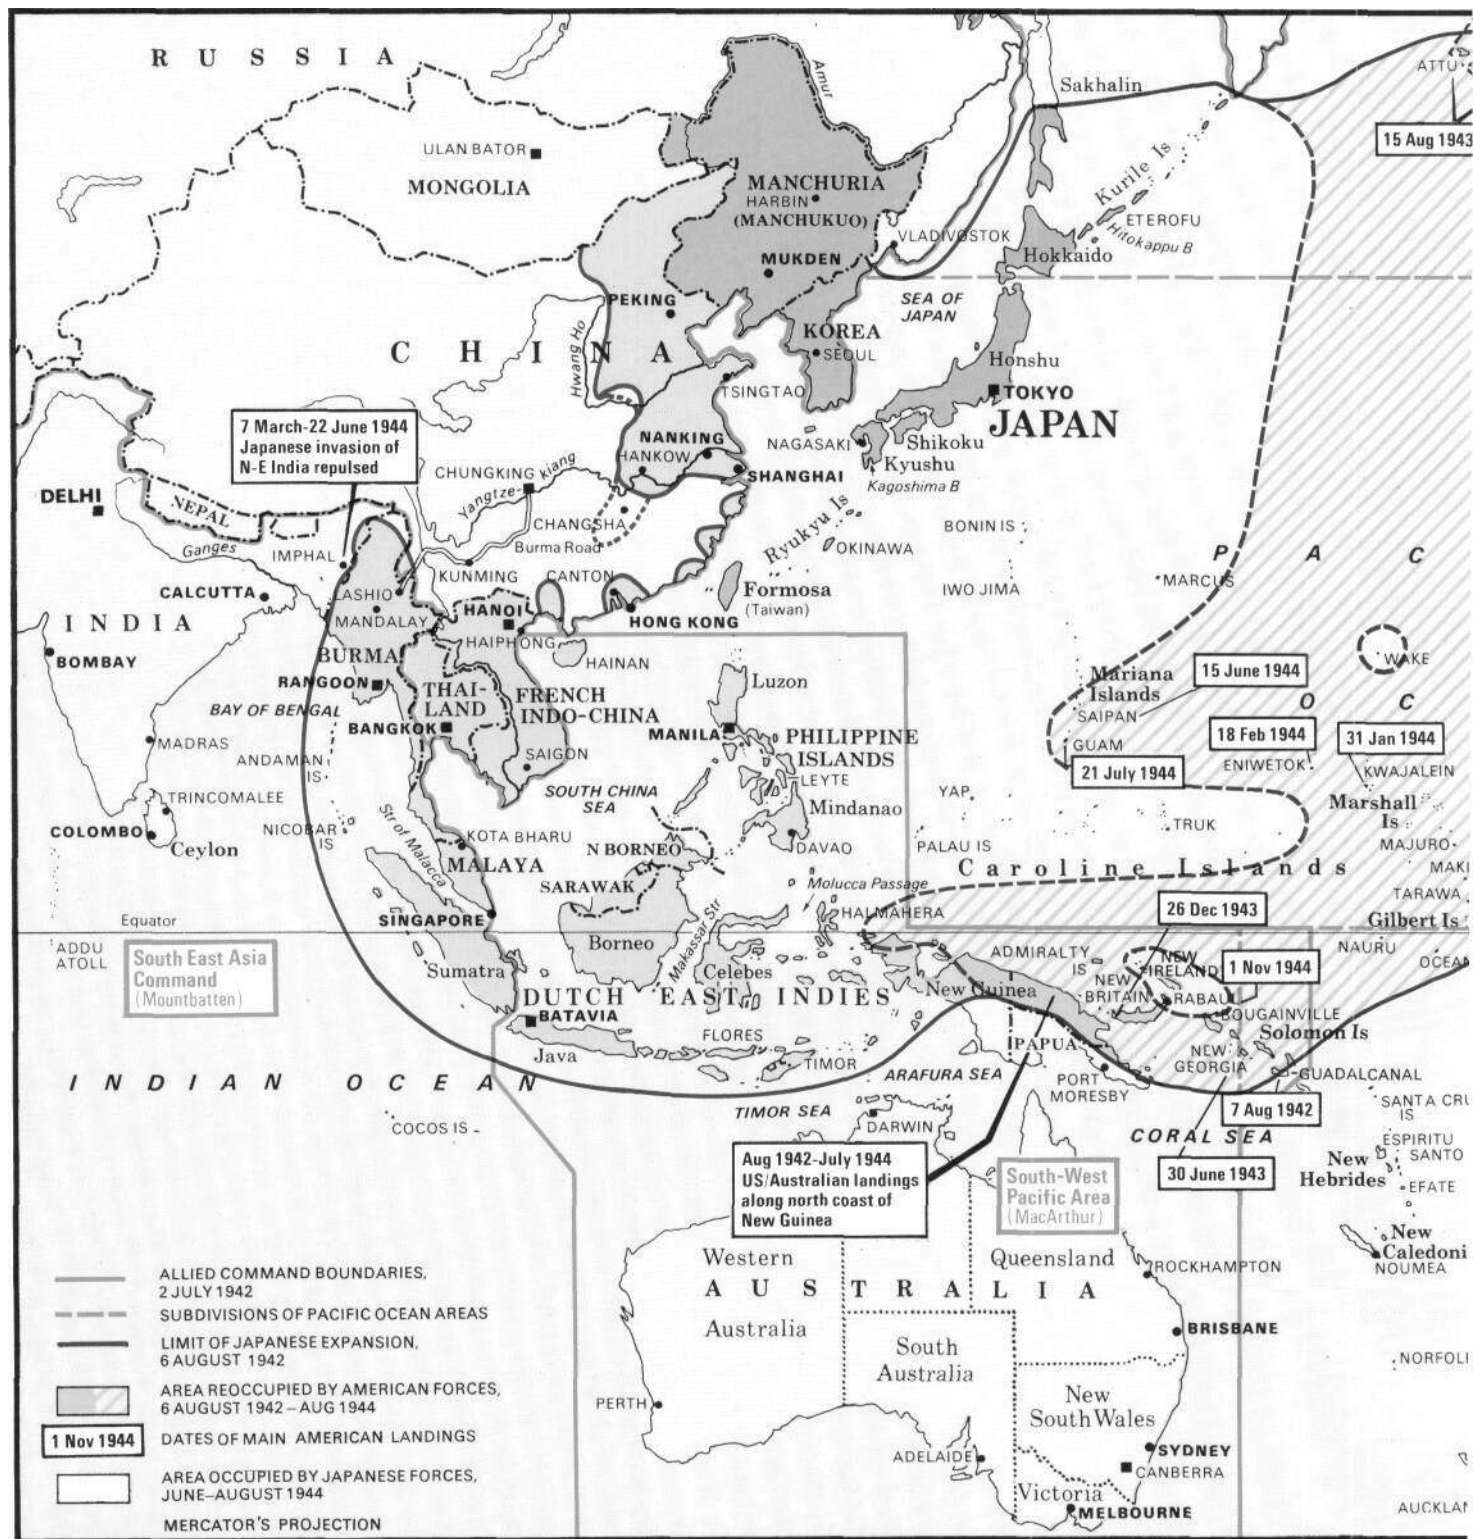 RUSSIA
Amur
Sakhalin
ATTU
15 Aug 1943
ULAN BATOR
MONGOLIA
MANCHURIA
HARBIN
(MANCHUKUO)
MUKDEN
VLADIVOSTOK
Kurile Is
ETEROFU
Hitokappu B
Hokkaido
PEKING
SEA OF
JAPAN
KOREA
SEOUL
CHINA
Hwang Ho
Honshu
TSINGTAO
TOKYO
JAPAN
7 March-22 June 1944
Japanese invasion of
N-E India repulsed
NANKING
HANKOW
NAGASAKI
Shikoku
Kyushu
Kagoshima B
SHANGHAI
CHUNGKING
Yangtze-kiang
DELHI
NEPAL
CHANGSHA
Burma Road
Ryukyu Is
OKINAWA
BONIN IS
PAC
Ganges
IMPHAL
KUNMING
CANTON
Formosa
(Taiwan)
IWO JIMA
MARCUS
CALCUTTA
LASHIO
MANDALAY
HANOI
HAIPHONG
HONG KONG
INDIA
BOMBAY
BURMA
HAINAN
WAKE
RANGOON
THAI-
LAND
FRENCH
INDO-CHINA
Luzon
Mariana
Islands
SAIPAN
15 June 1944
OC
BAY OF BENGAL
BANGKOK
MANILA
PHILIPPINE
ISLANDS
GUAM
18 Feb 1944
31 Jan 1944
MADRAS
ANDAMAN
IS
SAIGON
LEYTE
21 July 1944
ENIWETOK
KWAJALEIN
SOUTH CHINA
SEA
TRINCOMALEE
Mindanao
YAP
Marshall
Is
COLOMBO
Ceylon
NICOBAR
IS
Str of Malacca
KOTA BHARU
MALAYA
N BORNEO
DAVAO
PALAU IS
TRUK
MAJURO
MAKI
Caroline Islands
SARAWAK
Molucca Passage
TARAWA
Equator
SINGAPORE
HALMAHERA
26 Dec 1943
Gilbert Is
ADDU
ATOLL
South East Asia
Command
(Mountbatten)
Sumatra
Borneo
Makassar Str
Celebes
ADMIRALTY
IS
NEW
IRELAND
1 Nov 1944
NAURU
OCEAN
DUTCH EAST INDIES
New Guinea
NEW
BRITAIN
RABAUL
BATAVIA
BOUGAINVILLE
Solomon Is
Java
FLORES
TIMOR
PAPUA
NEW
GEORGIA
GUADALCANAL
INDIAN OCEAN
ARAFURA SEA
PORT
MORESBY
COCOS IS
TIMOR SEA
DARWIN
7 Aug 1942
SANTA CRU
IS
CORAL SEA
ESPIRITU
SANTO
Aug 1942-July 1944
US/Australian landings
along north coast of
New Guinea
South-West
Pacific Area
(MacArthur)
30 June 1943
New
Hebrides
EFATE
Western
Australia
Queensland
New
Caledoni
NOUMEA
ROCKHAMPTON
AUSTRALIA
South
Australia
BRISBANE
NORFOL
New
South Wales
PERTH
ADELAIDE
SYDNEY
CANBERRA
Victoria
MELBOURNE
AUCKLAN
ALLIED COMMAND BOUNDARIES,
2 JULY 1942
SUBDIVISIONS OF PACIFIC OCEAN AREAS
LIMIT OF JAPANESE EXPANSION,
6 AUGUST 1942
AREA REOCCUPIED BY AMERICAN FORCES,
6 AUGUST 1942 – AUG 1944
1 Nov 1944
DATES OF MAIN AMERICAN LANDINGS
AREA OCCUPIED BY JAPANESE FORCES,
JUNE–AUGUST 1944
MERCATOR'S PROJECTION